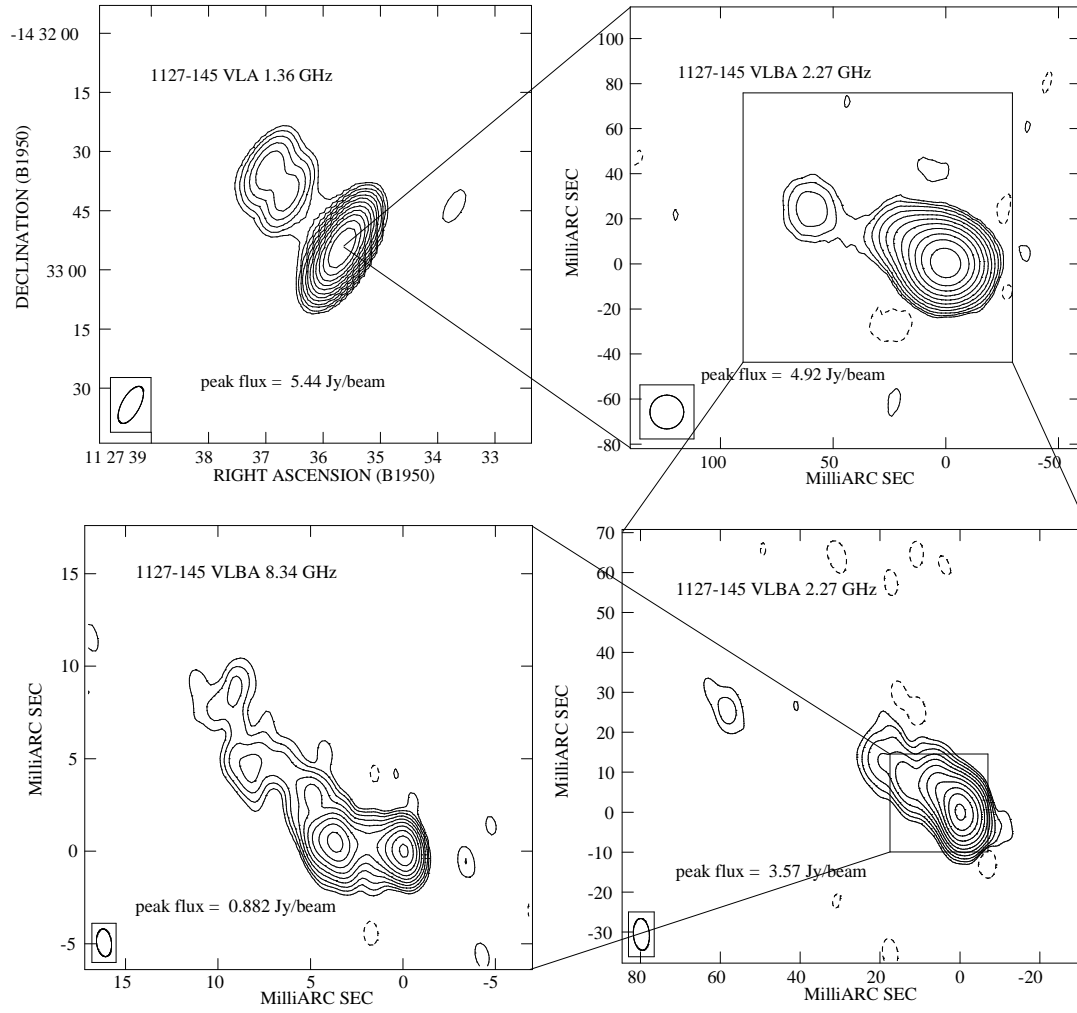 -14 32 00
1127-145 VLA 1.36 GHz
15
30
45
33 00
15
30
DECLINATION (B1950)
peak flux = 5.44 Jy/beam
11 27 39
38
37
36
35
34
33
RIGHT ASCENSION (B1950)
100
80
60
40
20
0
-20
-40
-60
-80
MilliARC SEC
1127-145 VLBA 2.27 GHz
peak flux = 4.92 Jy/beam
100
50
0
-50
MilliARC SEC
15
10
5
0
-5
MilliARC SEC
1127-145 VLBA 8.34 GHz
peak flux = 0.882 Jy/beam
15
10
5
0
-5
MilliARC SEC
70
60
50
40
30
20
10
0
-10
-20
-30
MilliARC SEC
1127-145 VLBA 2.27 GHz
peak flux = 3.57 Jy/beam
80
60
40
20
0
-20
MilliARC SEC